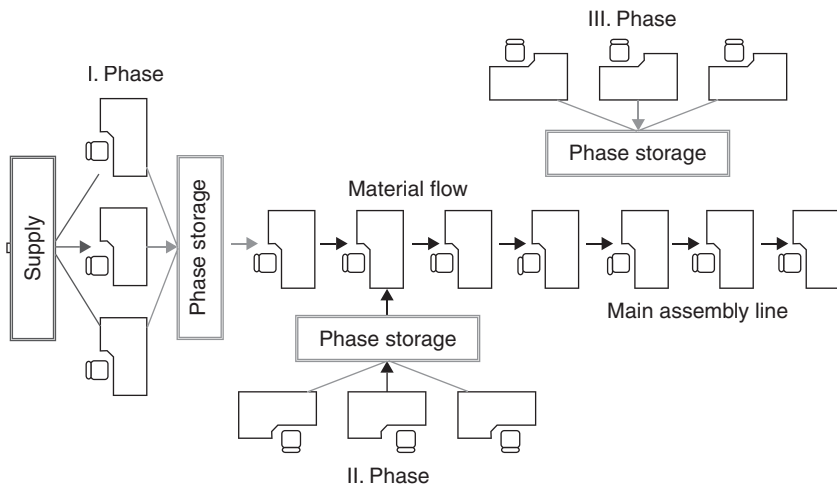 III. Phase
I. Phase
Phase storage
Supply
Phase storage
Material flow
Main assembly line
Phase storage
II. Phase